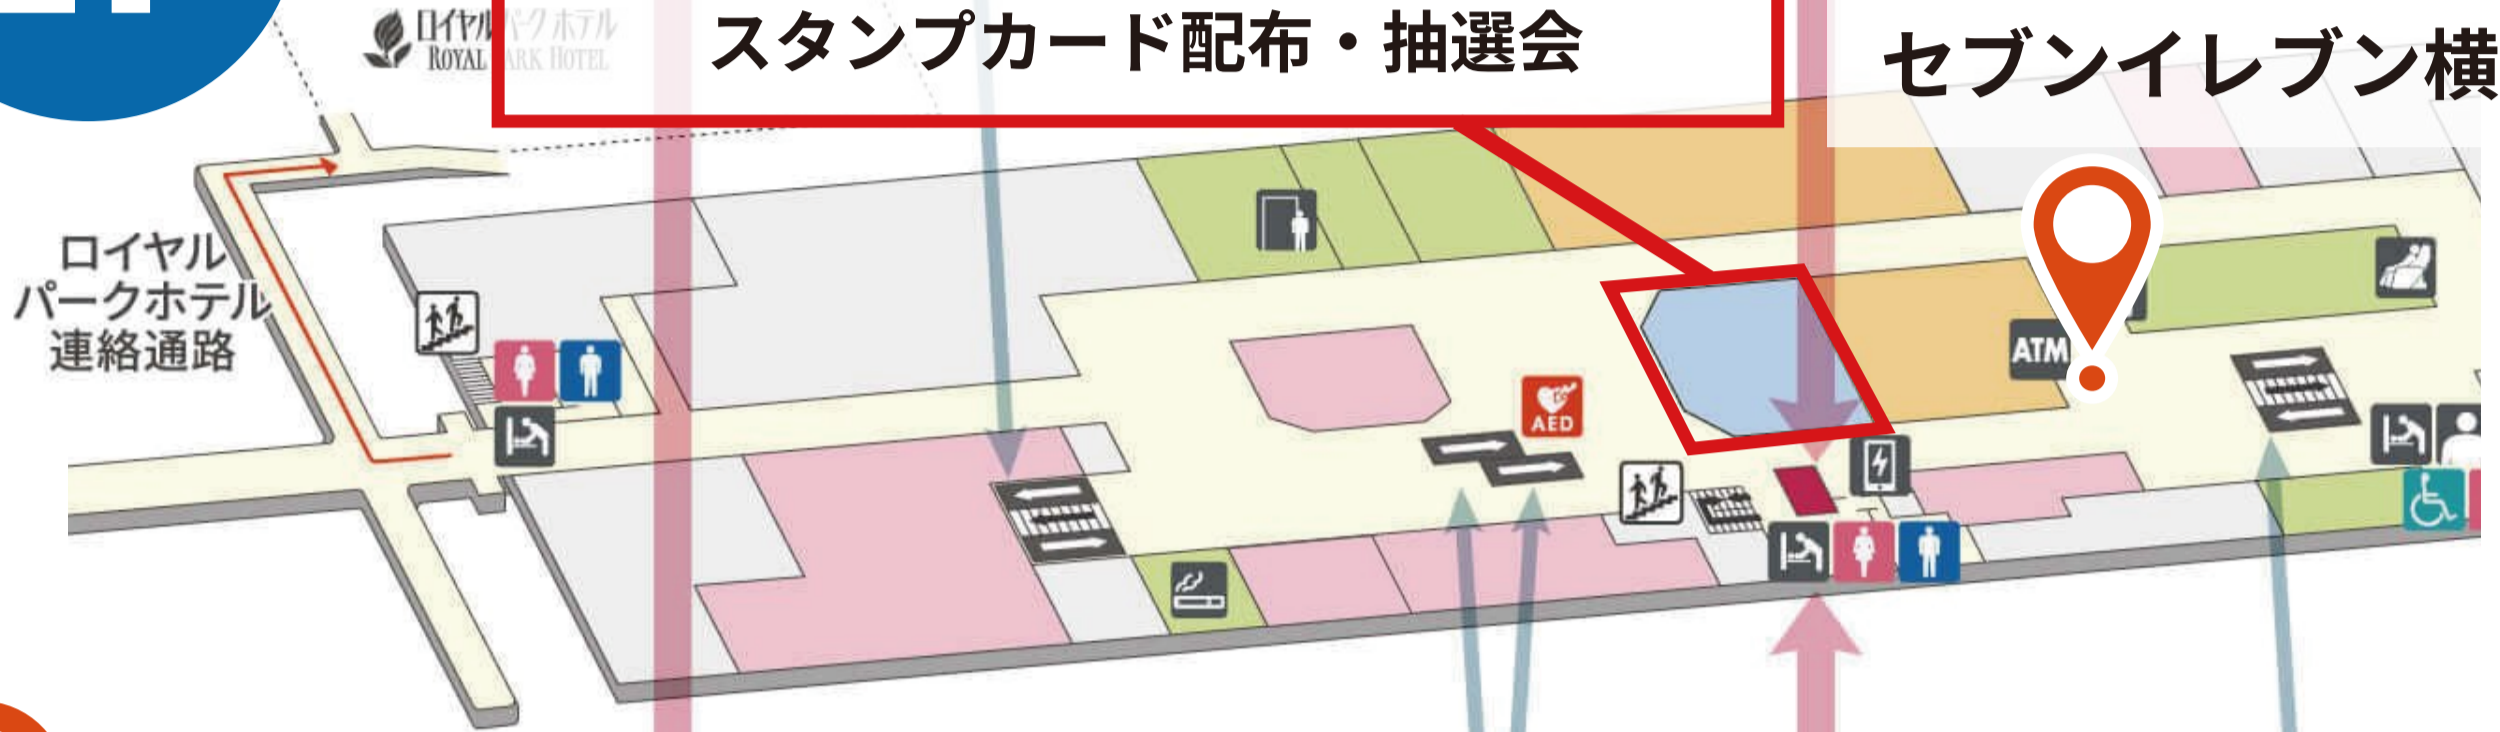 ロイヤルパーク ホテル
ROYAL PARK HOTEL
スタンプカード配布・抽選会
セブンイレブン横
ロイヤル
パークホテル
連絡通路
ATM
AED